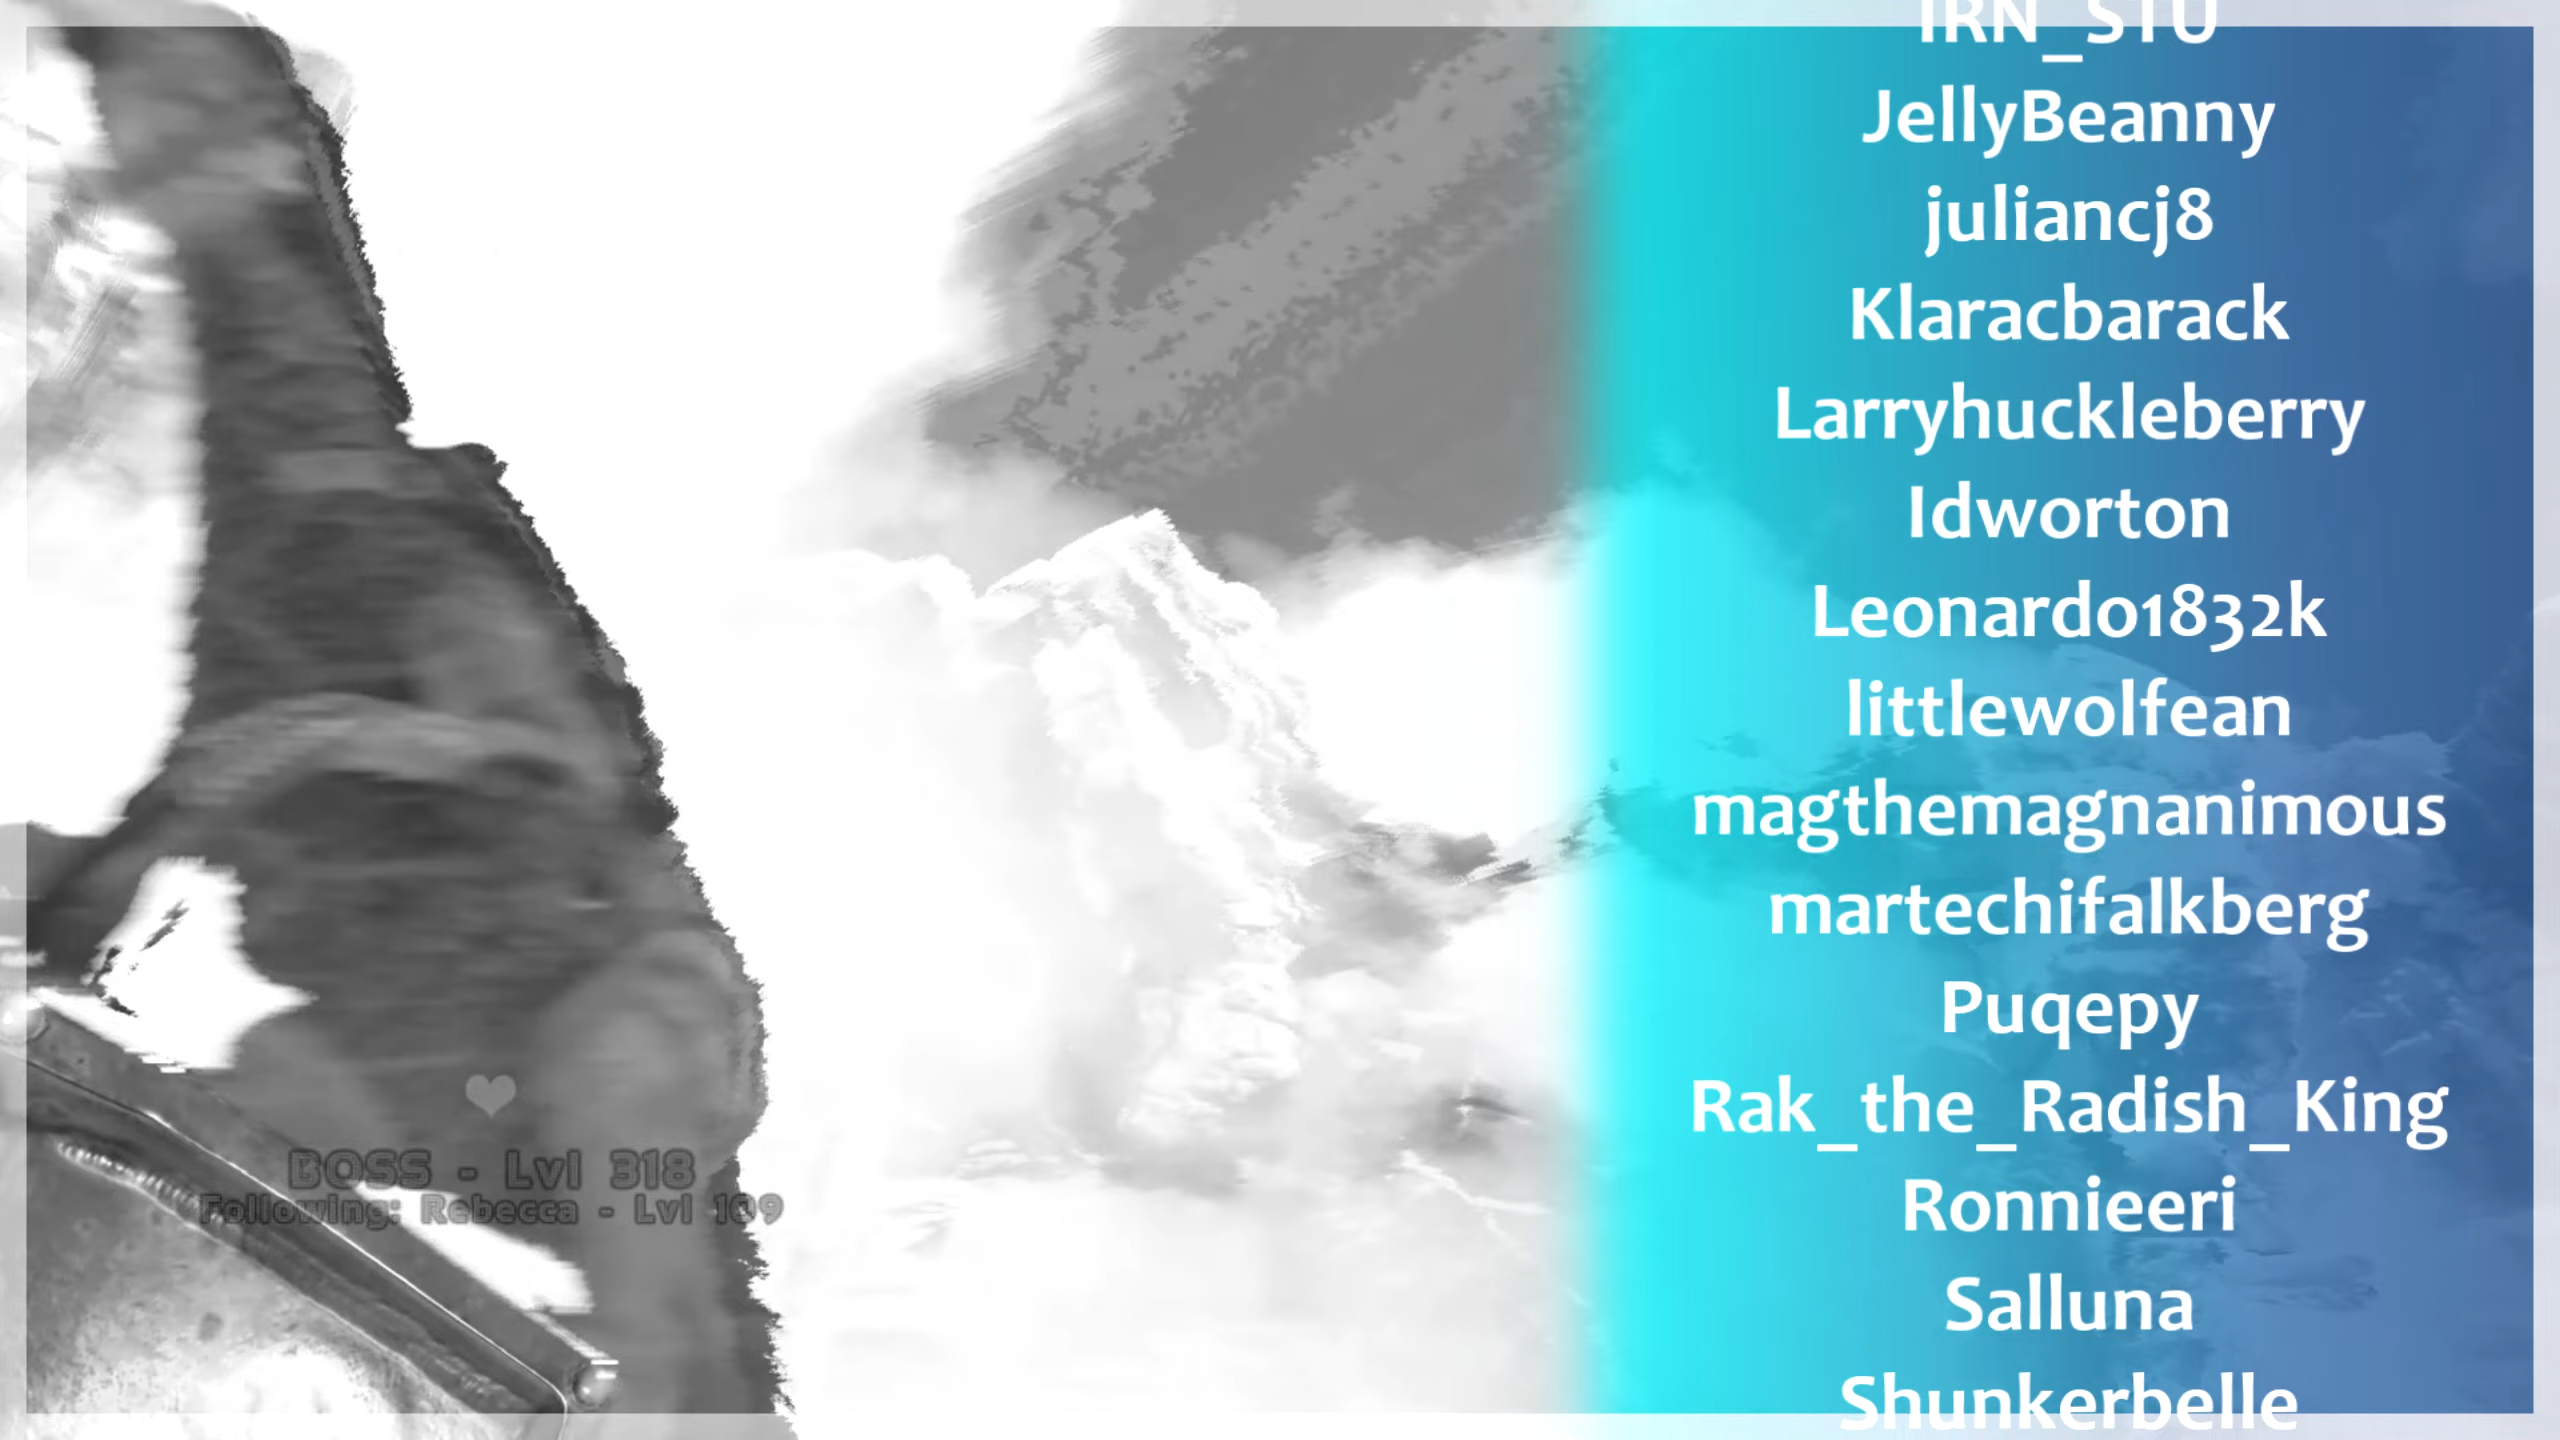 IRN_STU
JellyBeanny
juliancj8
Klaracbarack
Larryhuckleberry
Idworton
Leonardo1832k
littlewolfean
magthemagnanimous
martechifalkberg
Puqepy
Rak_the_Radish_King
Ronnieeri
Salluna
Shunkerbelle
BOSS - Lvl 318
Following: Rebecca - Lvl 109